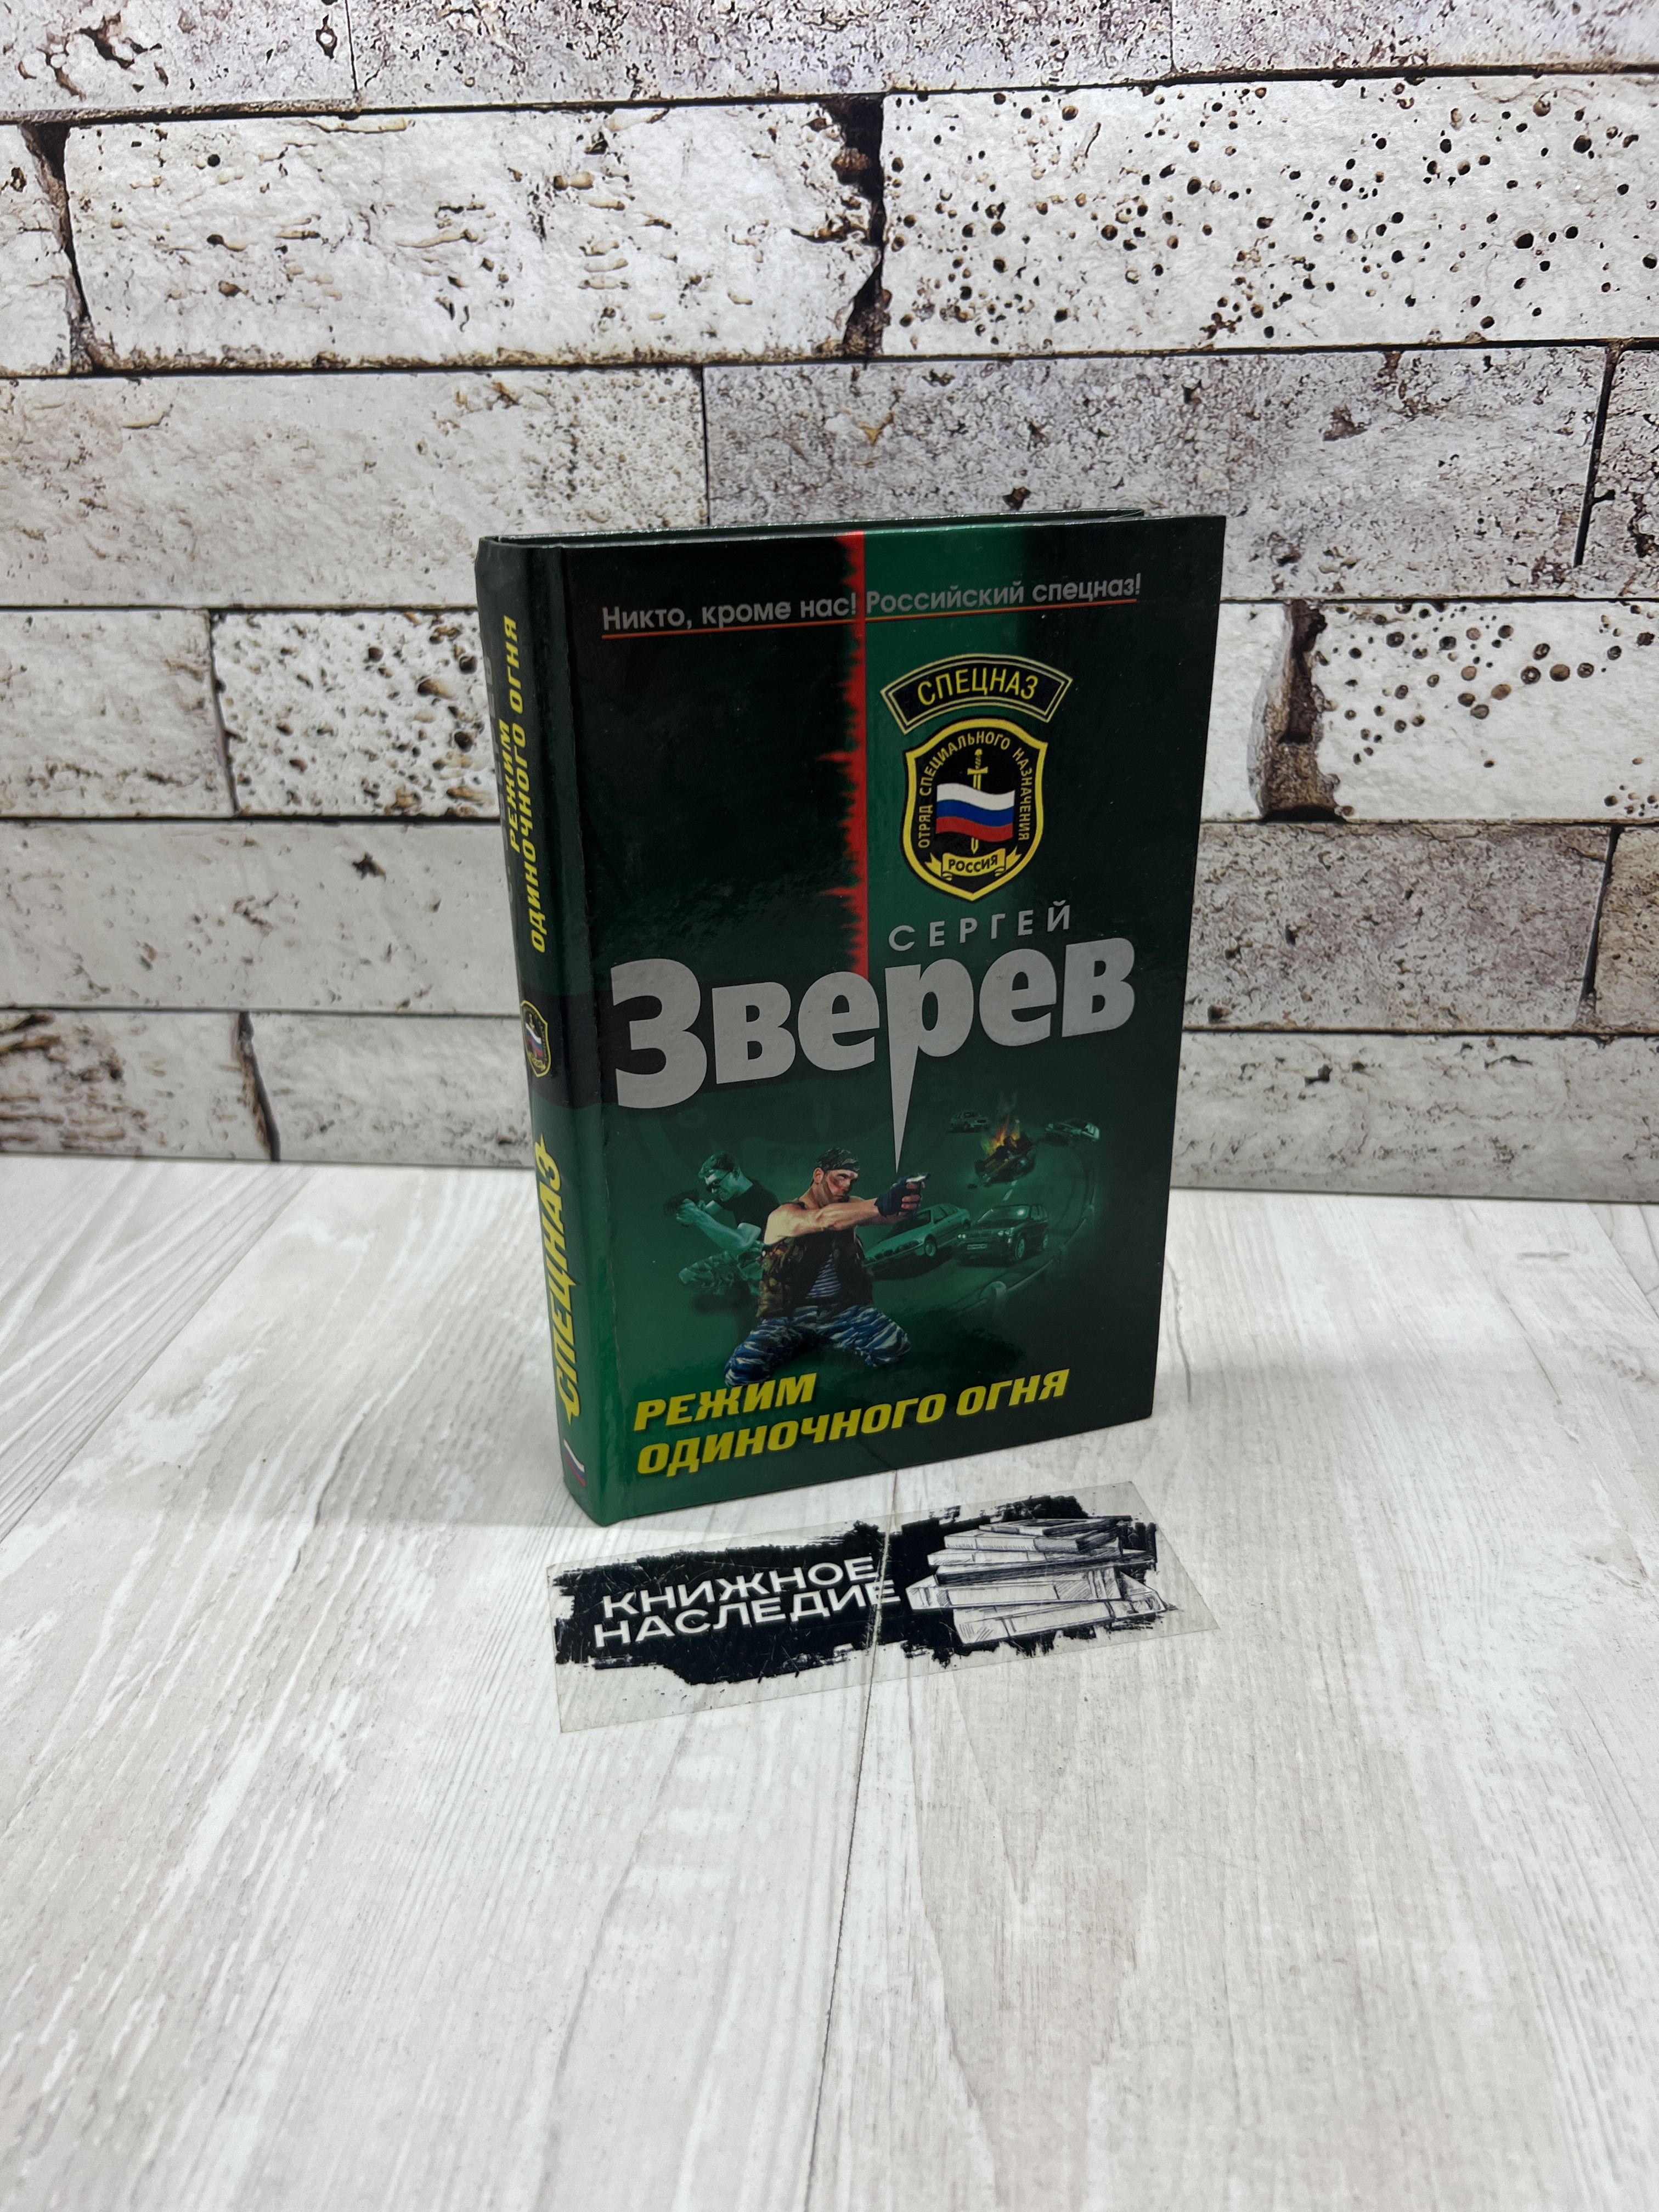 Никто, кроме нас! Российский спецназ!
СПЕЦНАЗ
ОТРЯД СПЕЦИАЛЬНОГО НАЗНАЧЕНИЯ
РОССИЯ
СЕРГЕЙ
Зверев
РЕЖИМ
ОДИНОЧНОГО ОГНЯ
РЕЖИМ
ОДИНОЧНОГО ОГНЯ
СПЕЦНАЗ
КНИЖНОЕ
НАСЛЕДИЕ